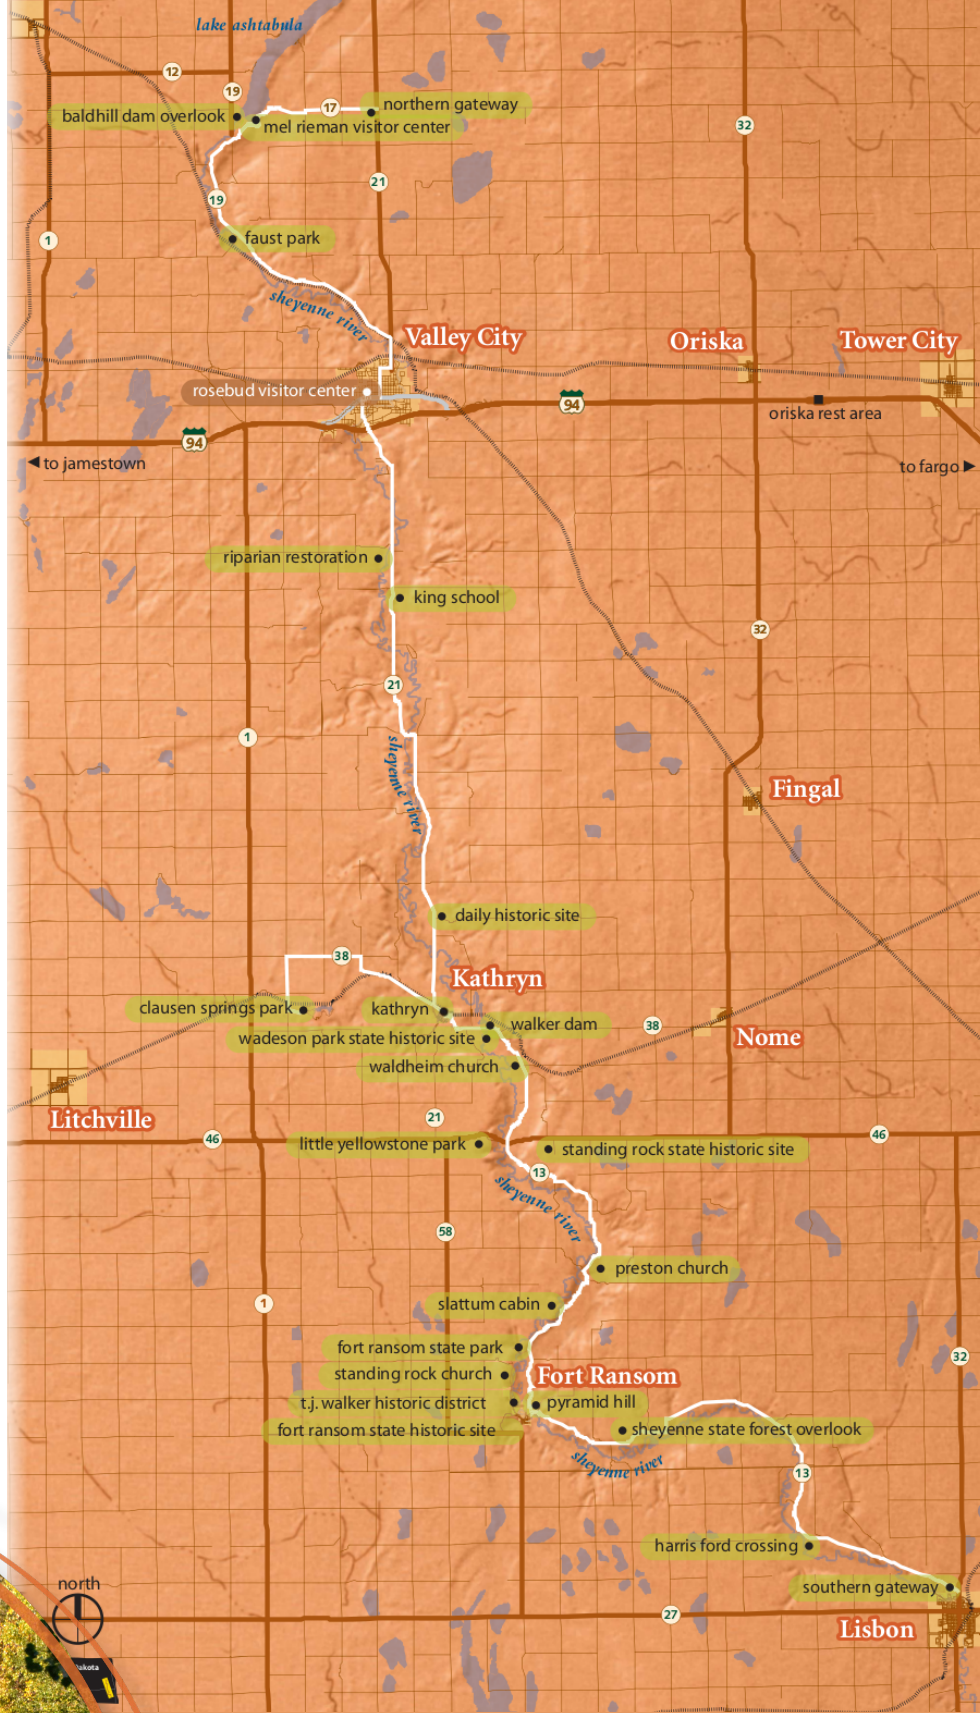 lake ashtabula
12
19
17
northern gateway
baldhill dam overlook
mel rieman visitor center
32
21
19
1
faust park
sheyenne river
Valley City
Oriska
Tower City
rosebud visitor center
94
oriska rest area
94
to jamestown
to fargo
riparian restoration
king school
32
21
1
sheyenne river
Fingal
daily historic site
38
Kathryn
clausen springs park
kathryn
walker dam
38
wadeson park state historic site
Nome
waldheim church
Litchville
21
46
46
little yellowstone park
standing rock state historic site
13
sheyenne river
58
preston church
1
slattum cabin
fort ransom state park
32
standing rock church
Fort Ransom
t.j. walker historic district
pyramid hill
fort ransom state historic site
sheyenne state forest overlook
sheyenne river
13
harris ford crossing
north
southern gateway
27
Lisbon